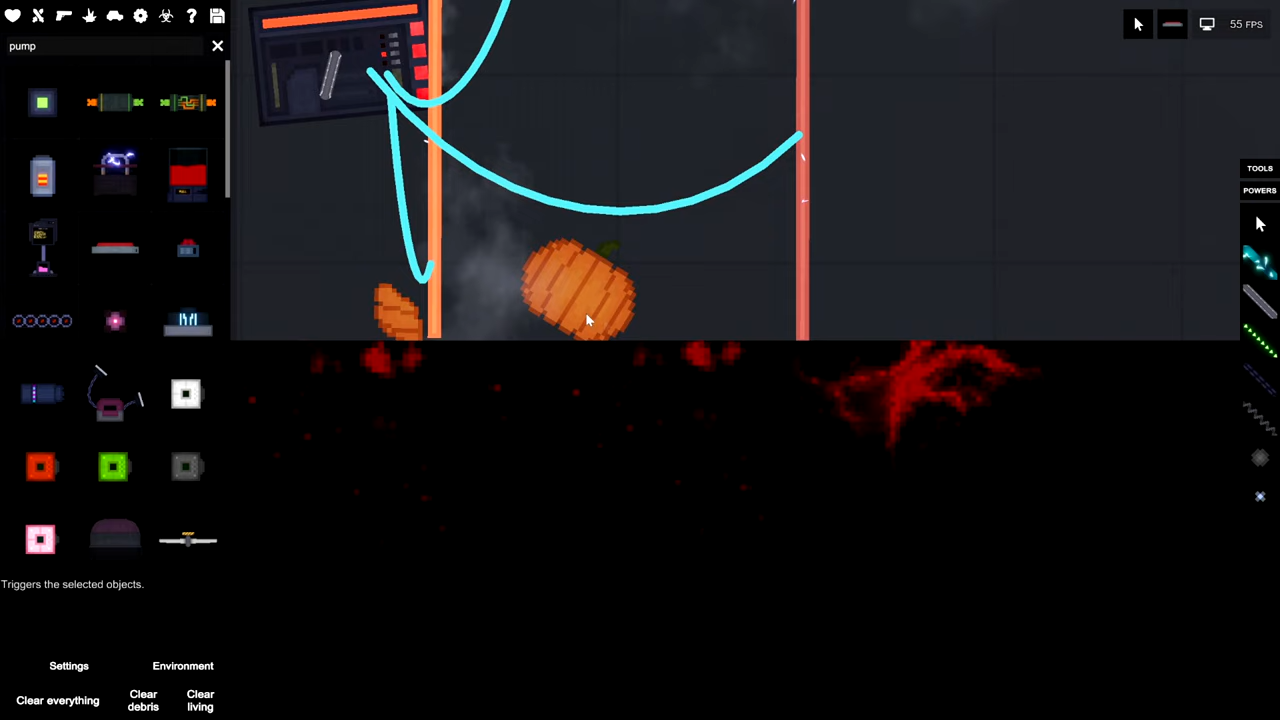 55 FPS
pump
TOOLS
POWERS
Triggers the selected objects.
Settings
Environment
Clear everything
Clear debris
Clear living